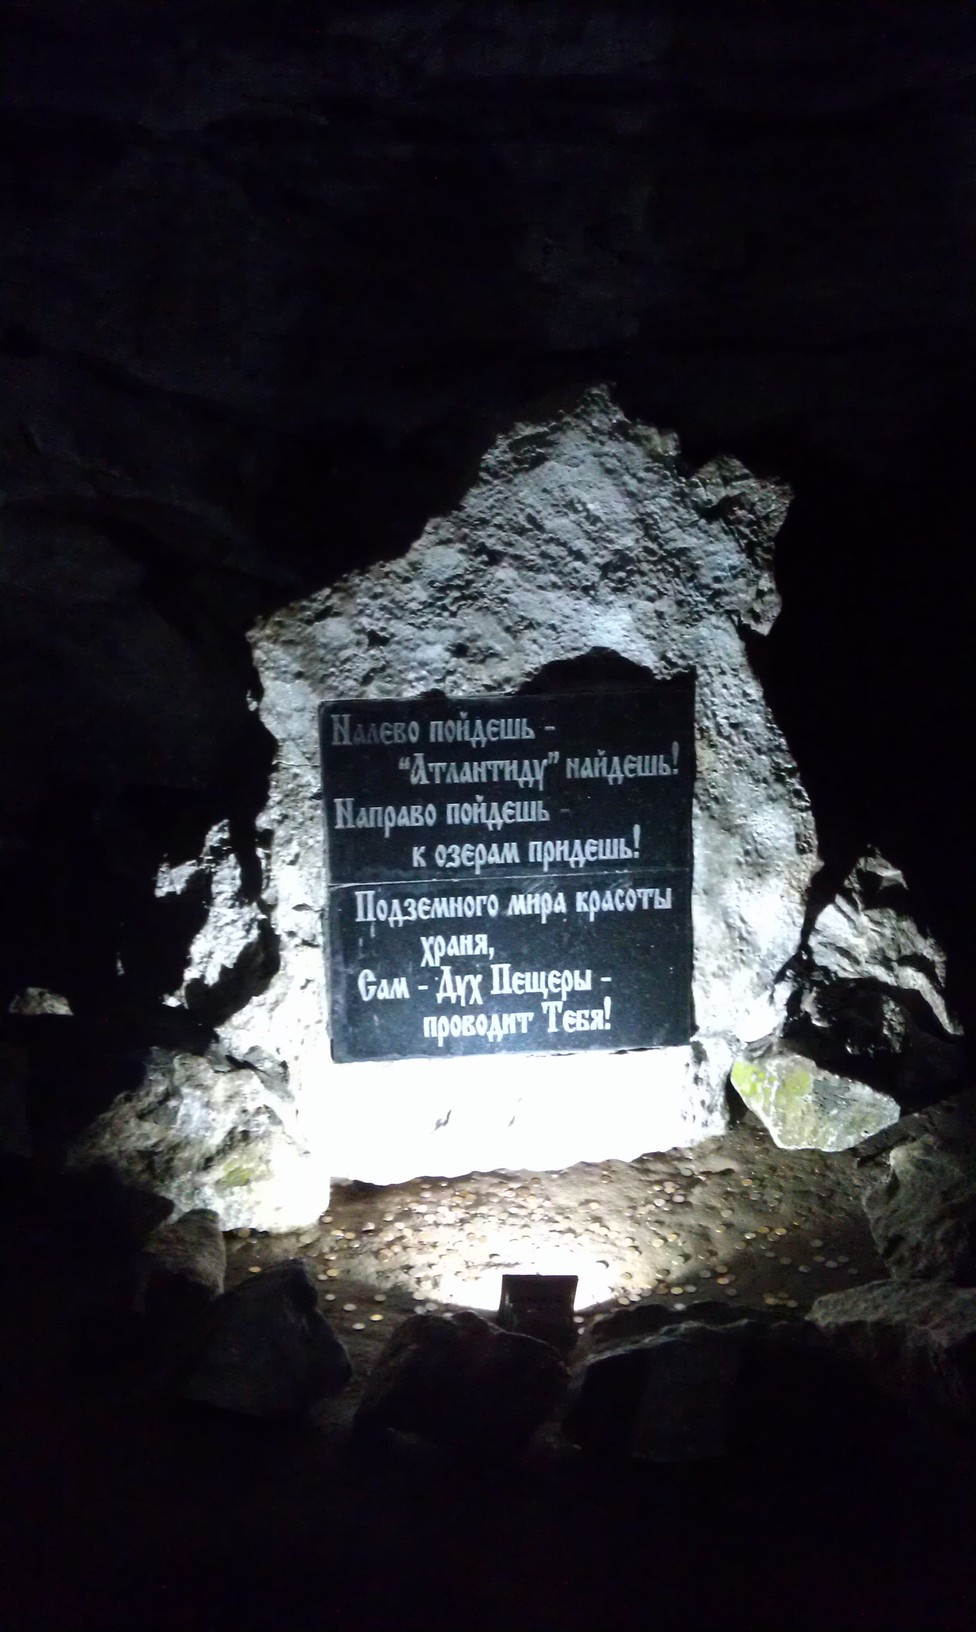 Налево пойдешь -
"Атлантиду" найдешь!
Направо пойдешь -
к озерам придешь!
Подземного мира красоты
храня,
Сам - Дух Пещеры -
проводит Тебя!